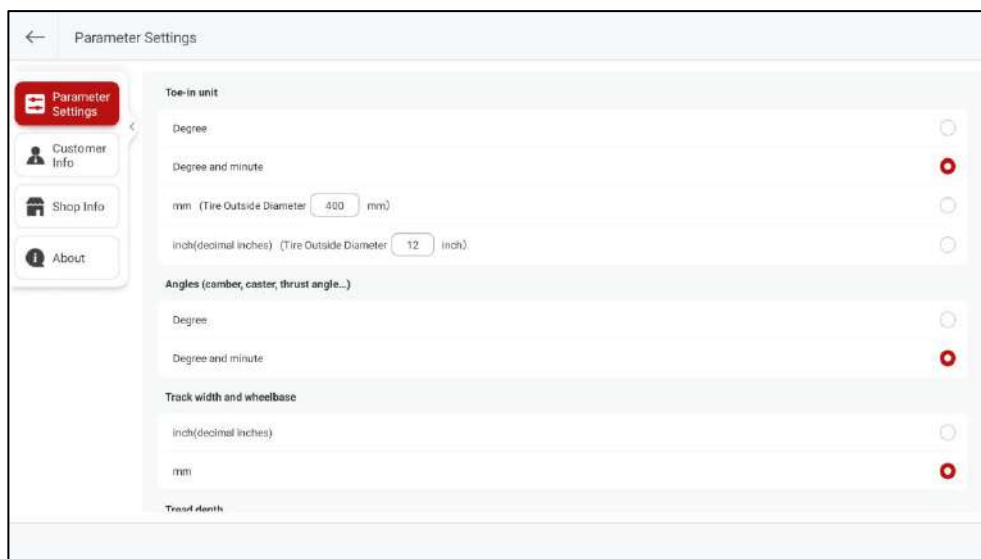 Parameter Settings
Parameter
Settings
Customer
Info
Shop Info
About
Toe-in unit
Degree
Degree and minute
mm (Tire Outside Diameter 400 mm)
inch(decimal inches) (Tire Outside Diameter 12 inch)
Angles (camber, caster, thrust angle...)
Degree
Degree and minute
Track width and wheelbase
inch(decimal inches)
mm
Tread depth